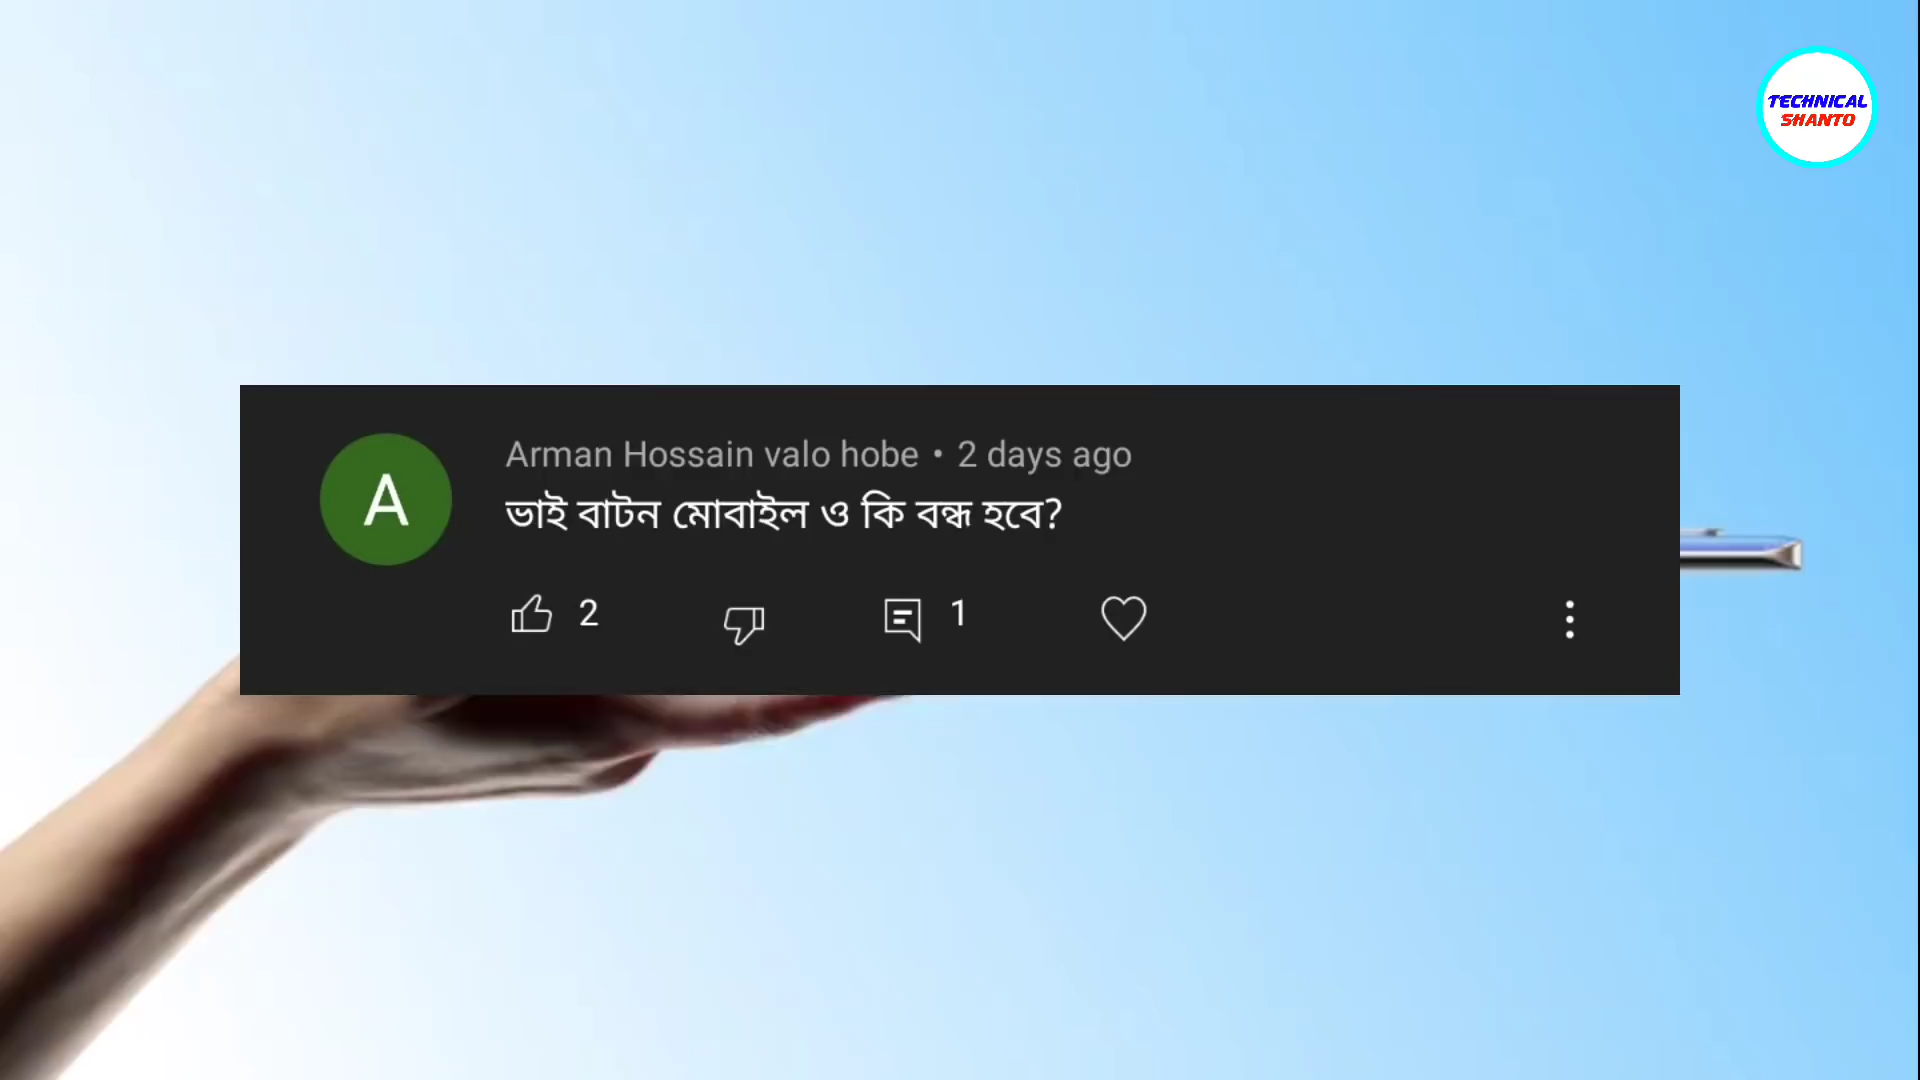 TECHNICAL
SHANTO
Arman Hossain valo hobe • 2 days ago
ভাই বাটন মোবাইল ও কি বন্ধ হবে?
2
1